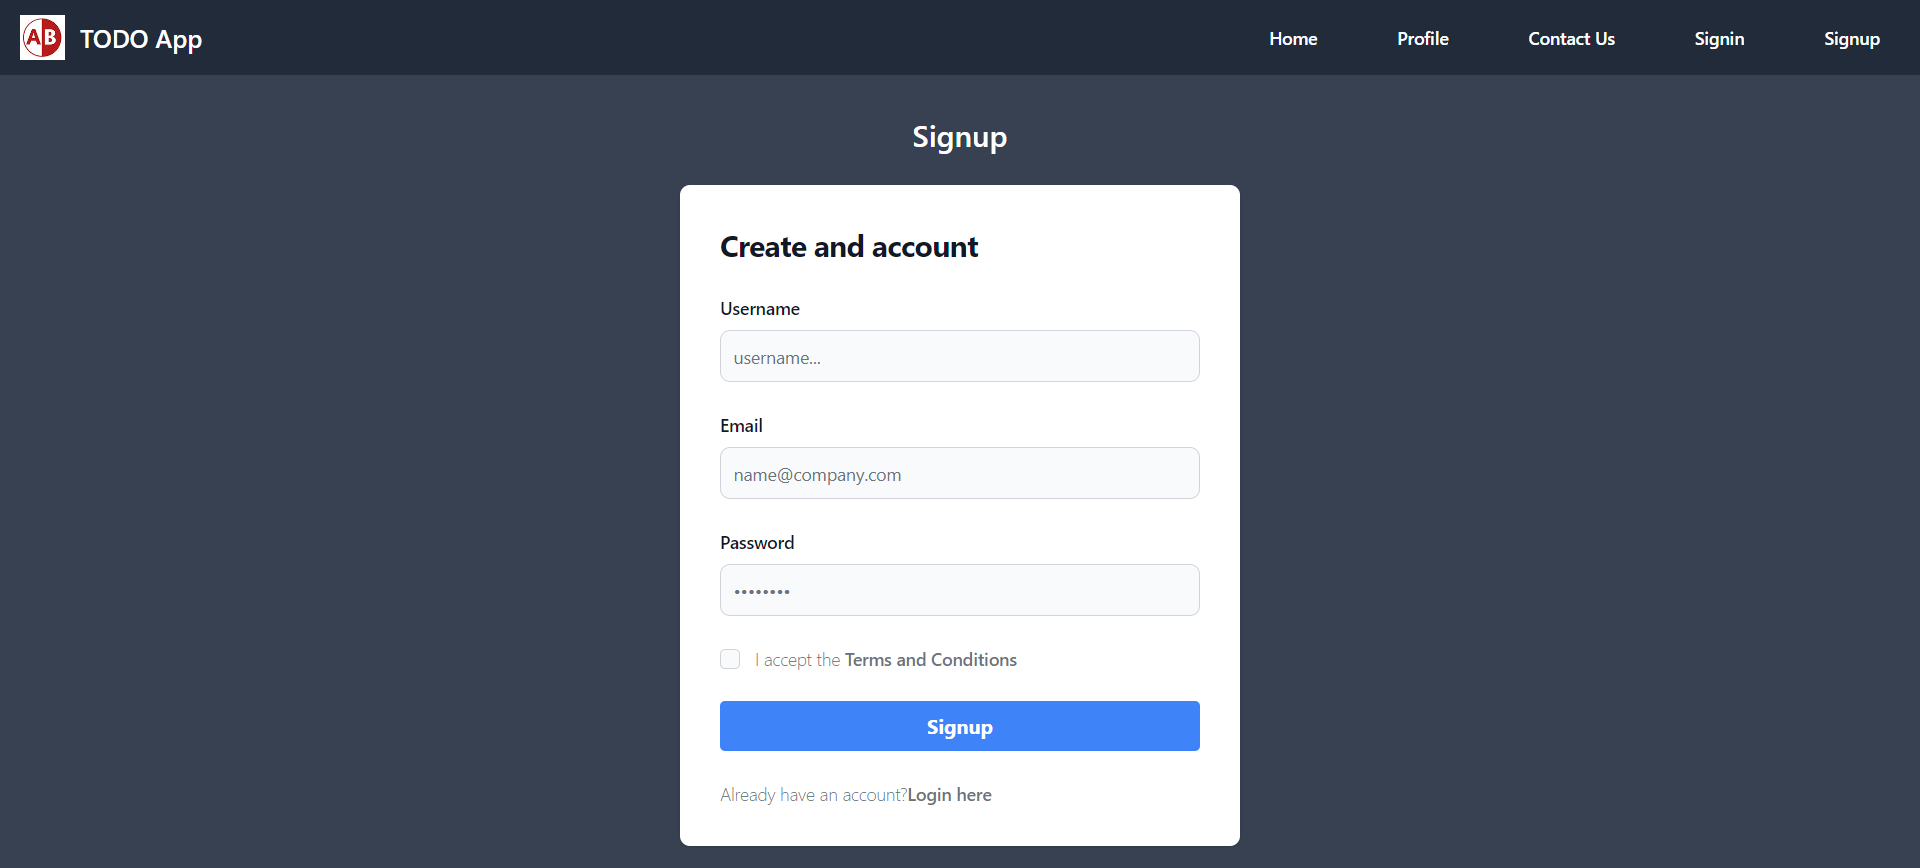 AB TODO App Home Profile Contact Us Signin Signup
Signup
Create and account
Username
username...
Email
name@company.com
Password
••••••••
I accept the Terms and Conditions
Signup
Already have an account?Login here